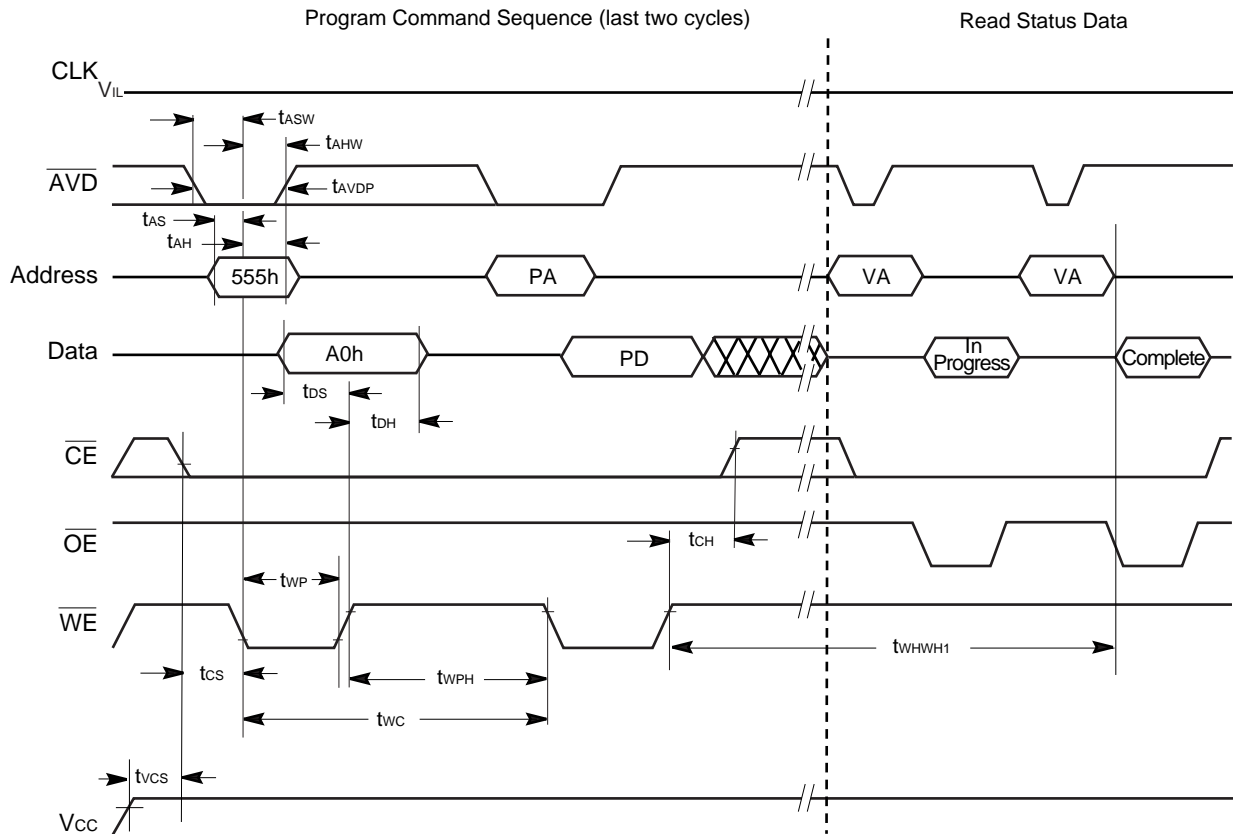 Program Command Sequence (last two cycles) Read Status Data
CLK
VIL
tASW
tAHW
AVD
tAVDP
tAS
tAH
Address 555h PA VA VA
Data A0h PD In Progress Complete
tDS
tDH
CE
OE
tCH
tWP
WE
tWHWH1
tCS tWPH
tWC
tVCS
VCC